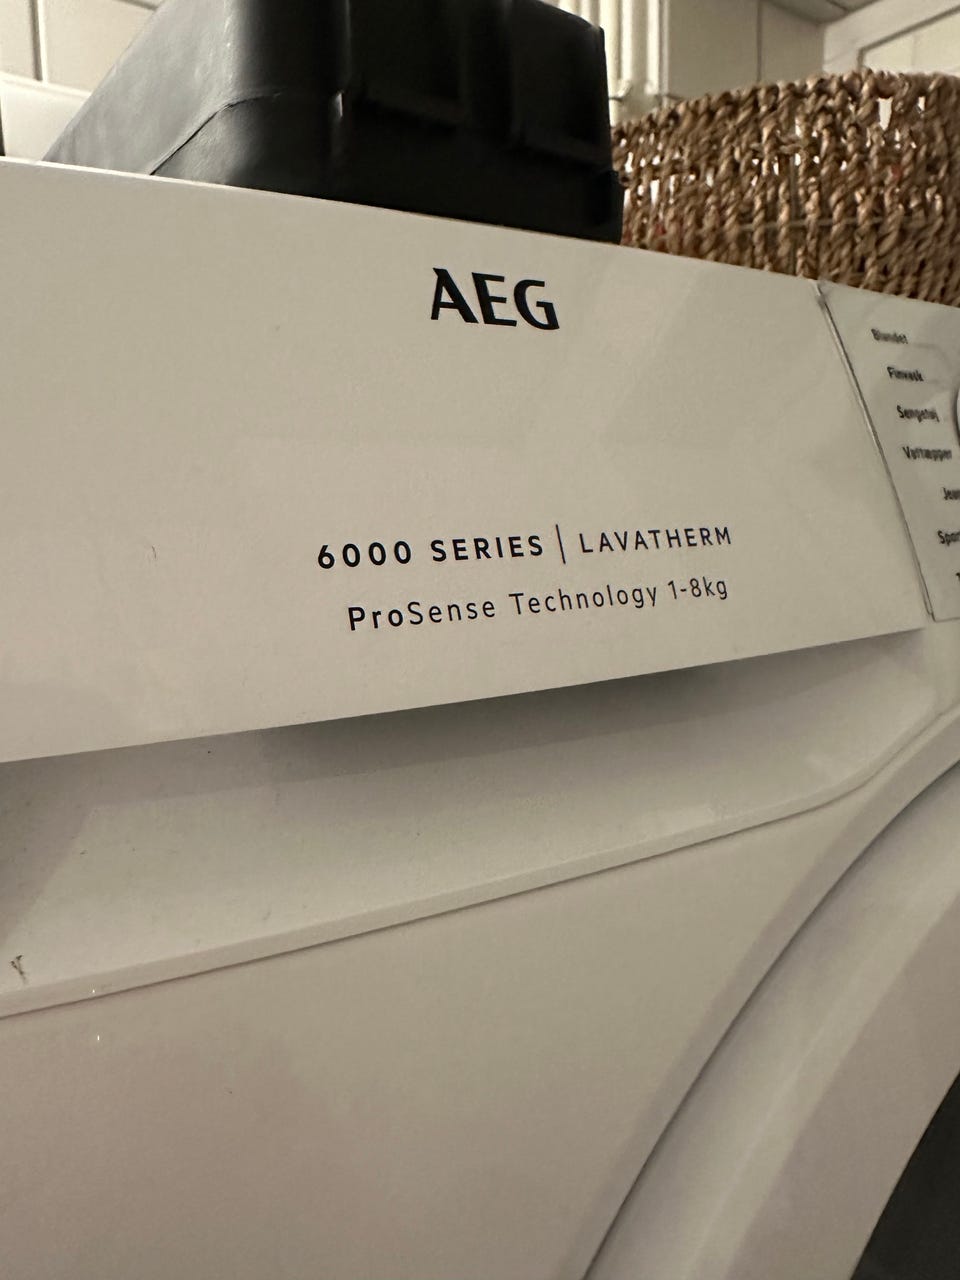 AEG
6000 SERIES | LAVATHERM
ProSense Technology 1-8kg
Blandet
Finvask
Sengetøj
Vattæpper